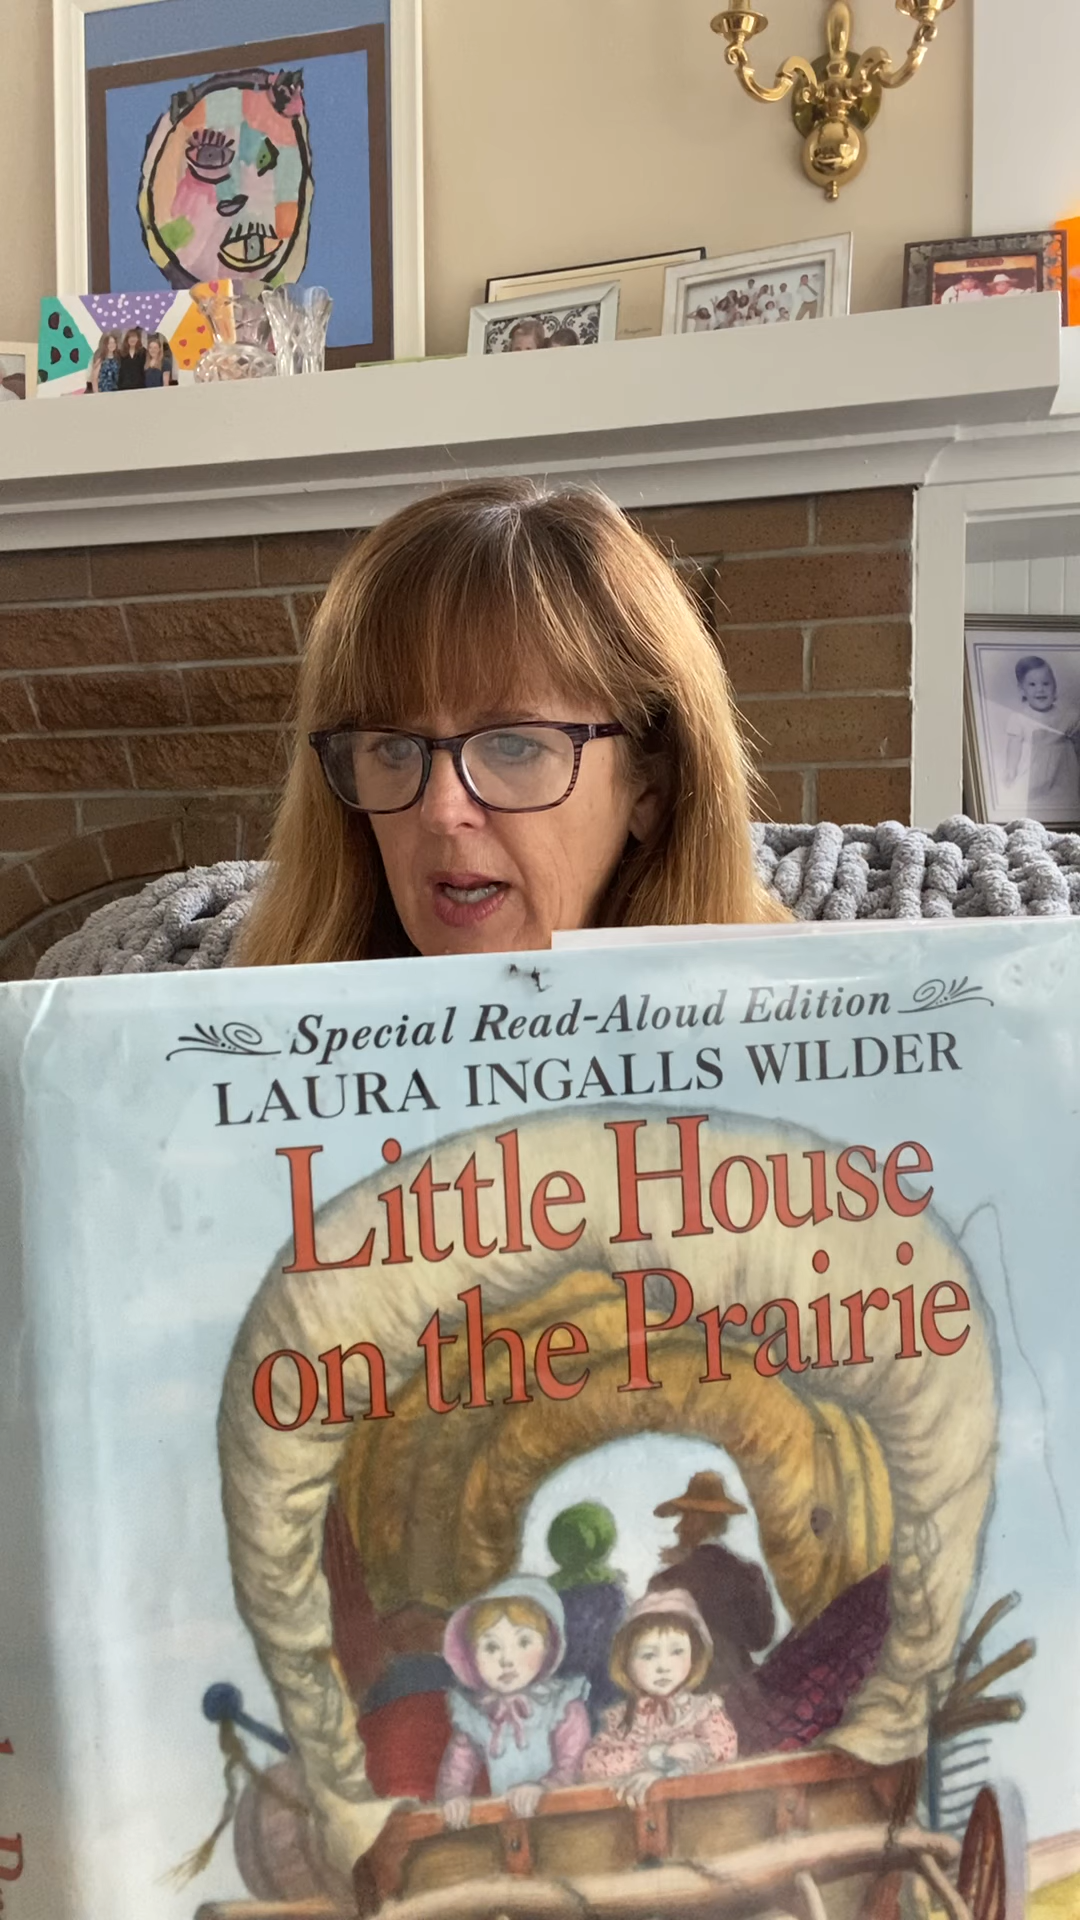 Special Read-Aloud Edition
LAURA INGALLS WILDER
Little House
on the Prairie